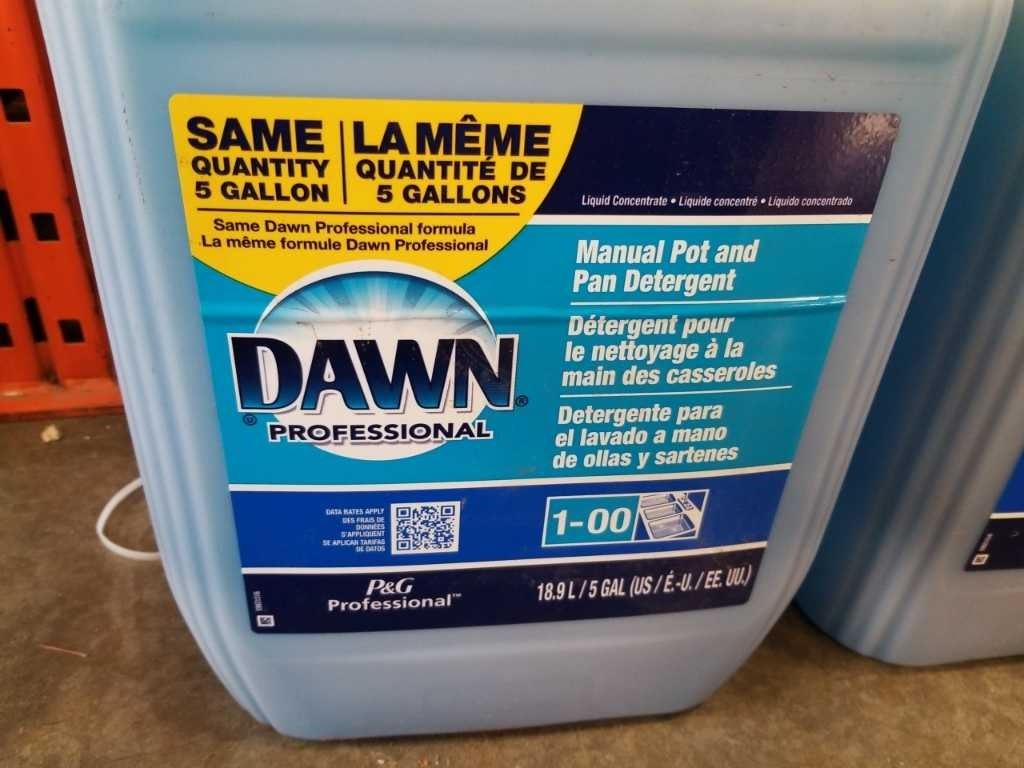 SAME
QUANTITY
5 GALLON
LA MÊME
QUANTITÉ DE
5 GALLONS
Same Dawn Professional formula
La même formule Dawn Professional
Liquid Concentrate • Liquide concentré • Líquido concentrado
Manual Pot and
Pan Detergent
Détergent pour
le nettoyage à la
main des casseroles
Detergente para
el lavado a mano
de ollas y sartenes
DAWN®
PROFESSIONAL
DATA RATES APPLY
DES FRAIS DE
DONNÉES
S'APPLIQUENT
SE APLICAN TARIFAS
DE DATOS
1-00
P&G
Professional™
18.9 L / 5 GAL (US / É.-U. / EE. UU.)